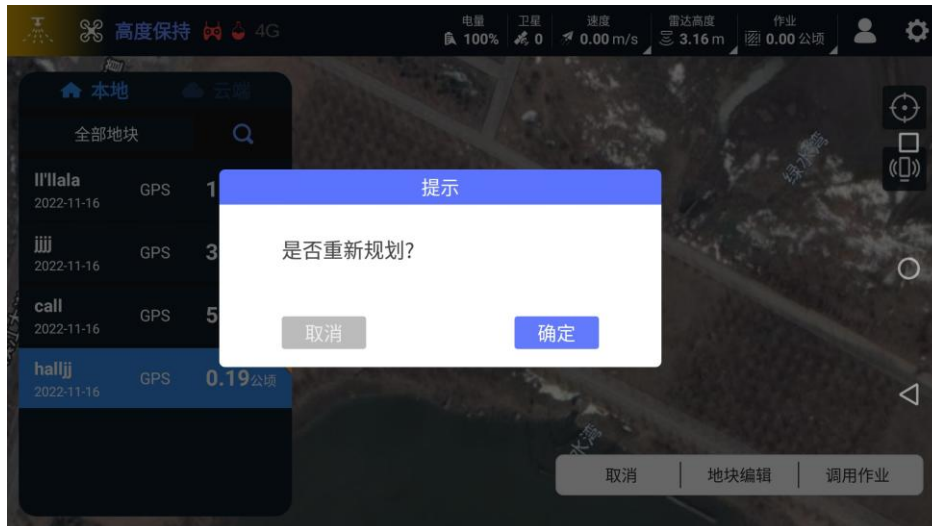 高度保持
4G
电量
100%
卫星
0
速度
0.00 m/s
雷达高度
3.16 m
作业
0.00 公顷
本地
云端
全部地块
ll'llala
GPS
1
2022-11-16
jjjj
GPS
3
2022-11-16
call
GPS
5
2022-11-16
halljj
GPS
0.19公顷
2022-11-16
提示
是否重新规划?
取消
确定
取消
地块编辑
调用作业